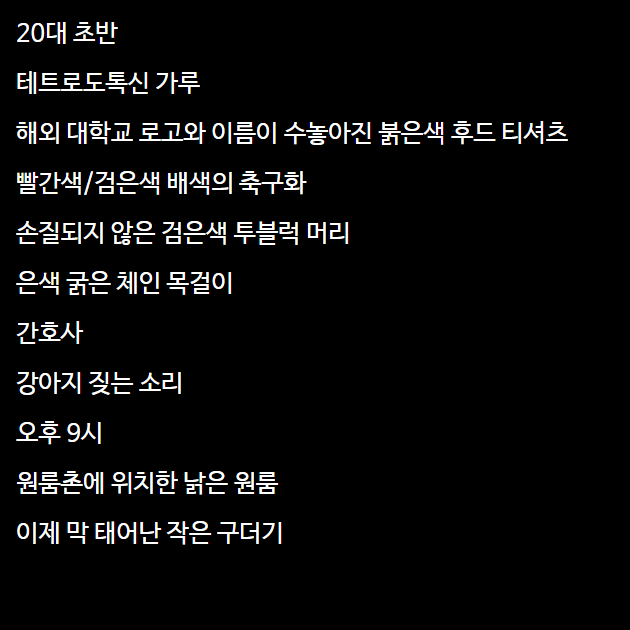 20대 초반
테트로도톡신 가루
해외 대학교 로고와 이름이 수놓아진 붉은색 후드 티셔츠
빨간색/검은색 배색의 축구화
손질되지 않은 검은색 투블럭 머리
은색 굵은 체인 목걸이
간호사
강아지 짖는 소리
오후 9시
원룸촌에 위치한 낡은 원룸
이제 막 태어난 작은 구더기